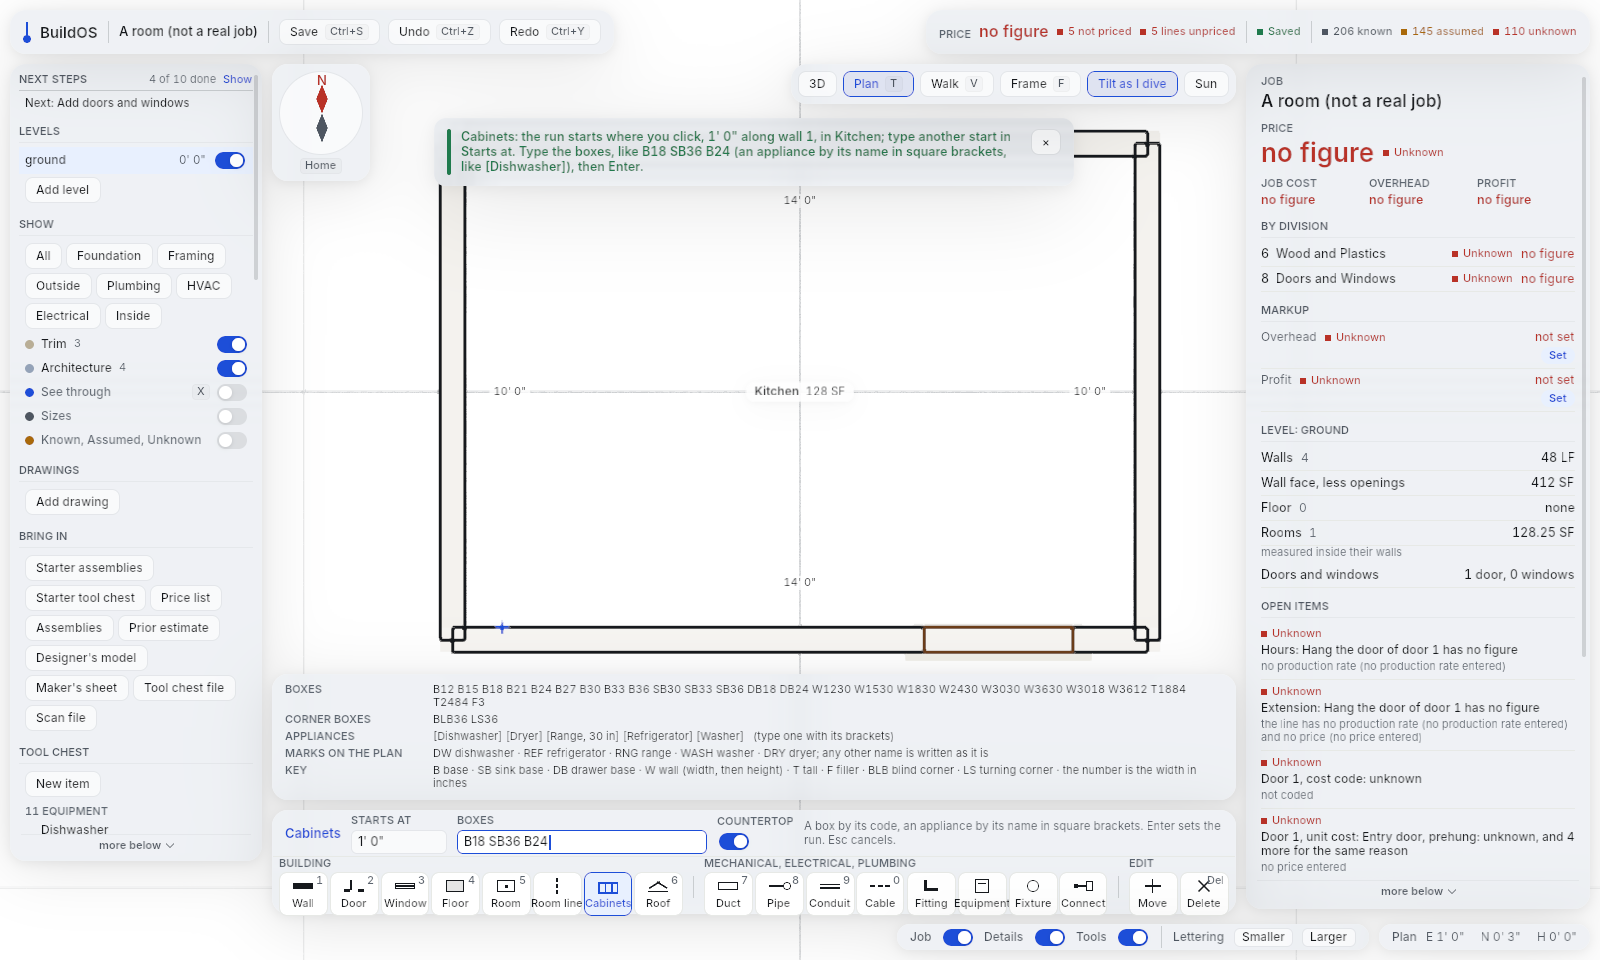 BuildOS
A room (not a real job)
Save Ctrl+S
Undo Ctrl+Z
Redo Ctrl+Y
PRICE no figure 5 not priced 5 lines unpriced Saved 206 known 145 assumed 110 unknown
NEXT STEPS 4 of 10 done Show
Next: Add doors and windows
LEVELS
ground 0' 0"
Add level
SHOW
All Foundation Framing
Outside Plumbing HVAC
Electrical Inside
Trim 3
Architecture 4
See through X
Sizes
Known, Assumed, Unknown
DRAWINGS
Add drawing
BRING IN
Starter assemblies
Starter tool chest Price list
Assemblies Prior estimate
Designer's model
Maker's sheet Tool chest file
Scan file
TOOL CHEST
New item
11 EQUIPMENT
Dishwasher
more below
N
Home
3D Plan T Walk V Frame F Tilt as I dive Sun
Cabinets: the run starts where you click, 1' 0" along wall 1, in Kitchen; type another start in
Starts at. Type the boxes, like B18 SB36 B24 (an appliance by its name in square brackets,
like [Dishwasher]), then Enter.
×
14' 0"
10' 0"
Kitchen 128 SF
10' 0"
14' 0"
BOXES B12 B15 B18 B21 B24 B27 B30 B33 B36 SB30 SB33 SB36 DB18 DB24 W1230 W1530 W1830 W2430 W3030 W3630 W3018 W3612 T1884
T2484 F3
CORNER BOXES BLB36 LS36
APPLIANCES [Dishwasher] [Dryer] [Range, 30 in] [Refrigerator] [Washer] (type one with its brackets)
MARKS ON THE PLAN DW dishwasher · REF refrigerator · RNG range · WASH washer · DRY dryer; any other name is written as it is
KEY B base · SB sink base · DB drawer base · W wall (width, then height) · T tall · F filler · BLB blind corner · LS turning corner · the number is the width in
inches
Cabinets
STARTS AT
1' 0"
BOXES
B18 SB36 B24
COUNTERTOP
A box by its code, an appliance by its name in square brackets. Enter sets the
run. Esc cancels.
BUILDING
Wall 1 Door 2 Window 3 Floor 4 Room 5 Room line Cabinets Roof 6
MECHANICAL, ELECTRICAL, PLUMBING
Duct 7 Pipe 8 Conduit 9 Cable 0 Fitting Equipment Fixture Connect
EDIT
Move Delete Del
Job Details Tools Lettering Smaller Larger
Plan E 1' 0" N 0' 3" H 0' 0"
JOB
A room (not a real job)
PRICE
no figure Unknown
JOB COST OVERHEAD PROFIT
no figure no figure no figure
BY DIVISION
6 Wood and Plastics Unknown no figure
8 Doors and Windows Unknown no figure
MARKUP
Overhead Unknown not set
Set
Profit Unknown not set
Set
LEVEL: GROUND
Walls 4 48 LF
Wall face, less openings 412 SF
Floor 0 none
Rooms 1 128.25 SF
measured inside their walls
Doors and windows 1 door, 0 windows
OPEN ITEMS
Unknown
Hours: Hang the door of door 1 has no figure
no production rate (no production rate entered)
Unknown
Extension: Hang the door of door 1 has no figure
the line has no production rate (no production rate entered)
and no price (no price entered)
Unknown
Door 1, cost code: unknown
not coded
Unknown
Door 1, unit cost: Entry door, prehung: unknown, and 4
more for the same reason
no price entered
more below